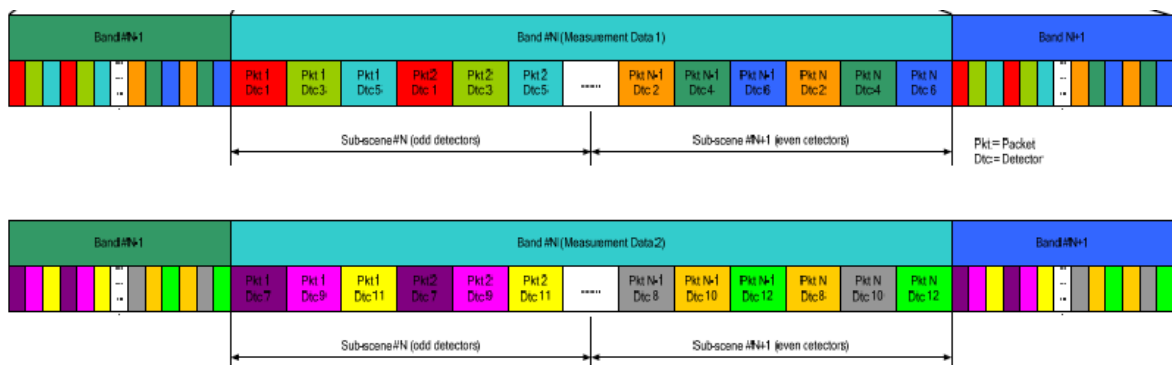 Band #N-1
Band #N (Measurement Data 1)
Band N+1
Pkt 1 Pkt 1 Pkt 1 Pkt 2 Pkt 2 Pkt 2 Pkt N-1 Pkt N-1 Pkt N-1 Pkt N Pkt N Pkt N
Dtc 1 Dtc 3 Dtc 5 Dtc 1 Dtc 3 Dtc 5 Dtc 2 Dtc 4 Dtc 6 Dtc 2 Dtc 4 Dtc 6
Sub-scene #N (odd detectors)
Sub-scene #N+1 (even detectors)
Pkt = Packet
Dtc = Detector
Band #N-1
Band #N (Measurement Data 2)
Band #N+1
Pkt 1 Pkt 1 Pkt 1 Pkt 2 Pkt 2 Pkt 2 Pkt N-1 Pkt N-1 Pkt N-1 Pkt N Pkt N Pkt N
Dtc 7 Dtc 9 Dtc 11 Dtc 7 Dtc 9 Dtc 11 Dtc 8 Dtc 10 Dtc 12 Dtc 8 Dtc 10 Dtc 12
Sub-scene #N (odd detectors)
Sub-scene #N+1 (even detectors)